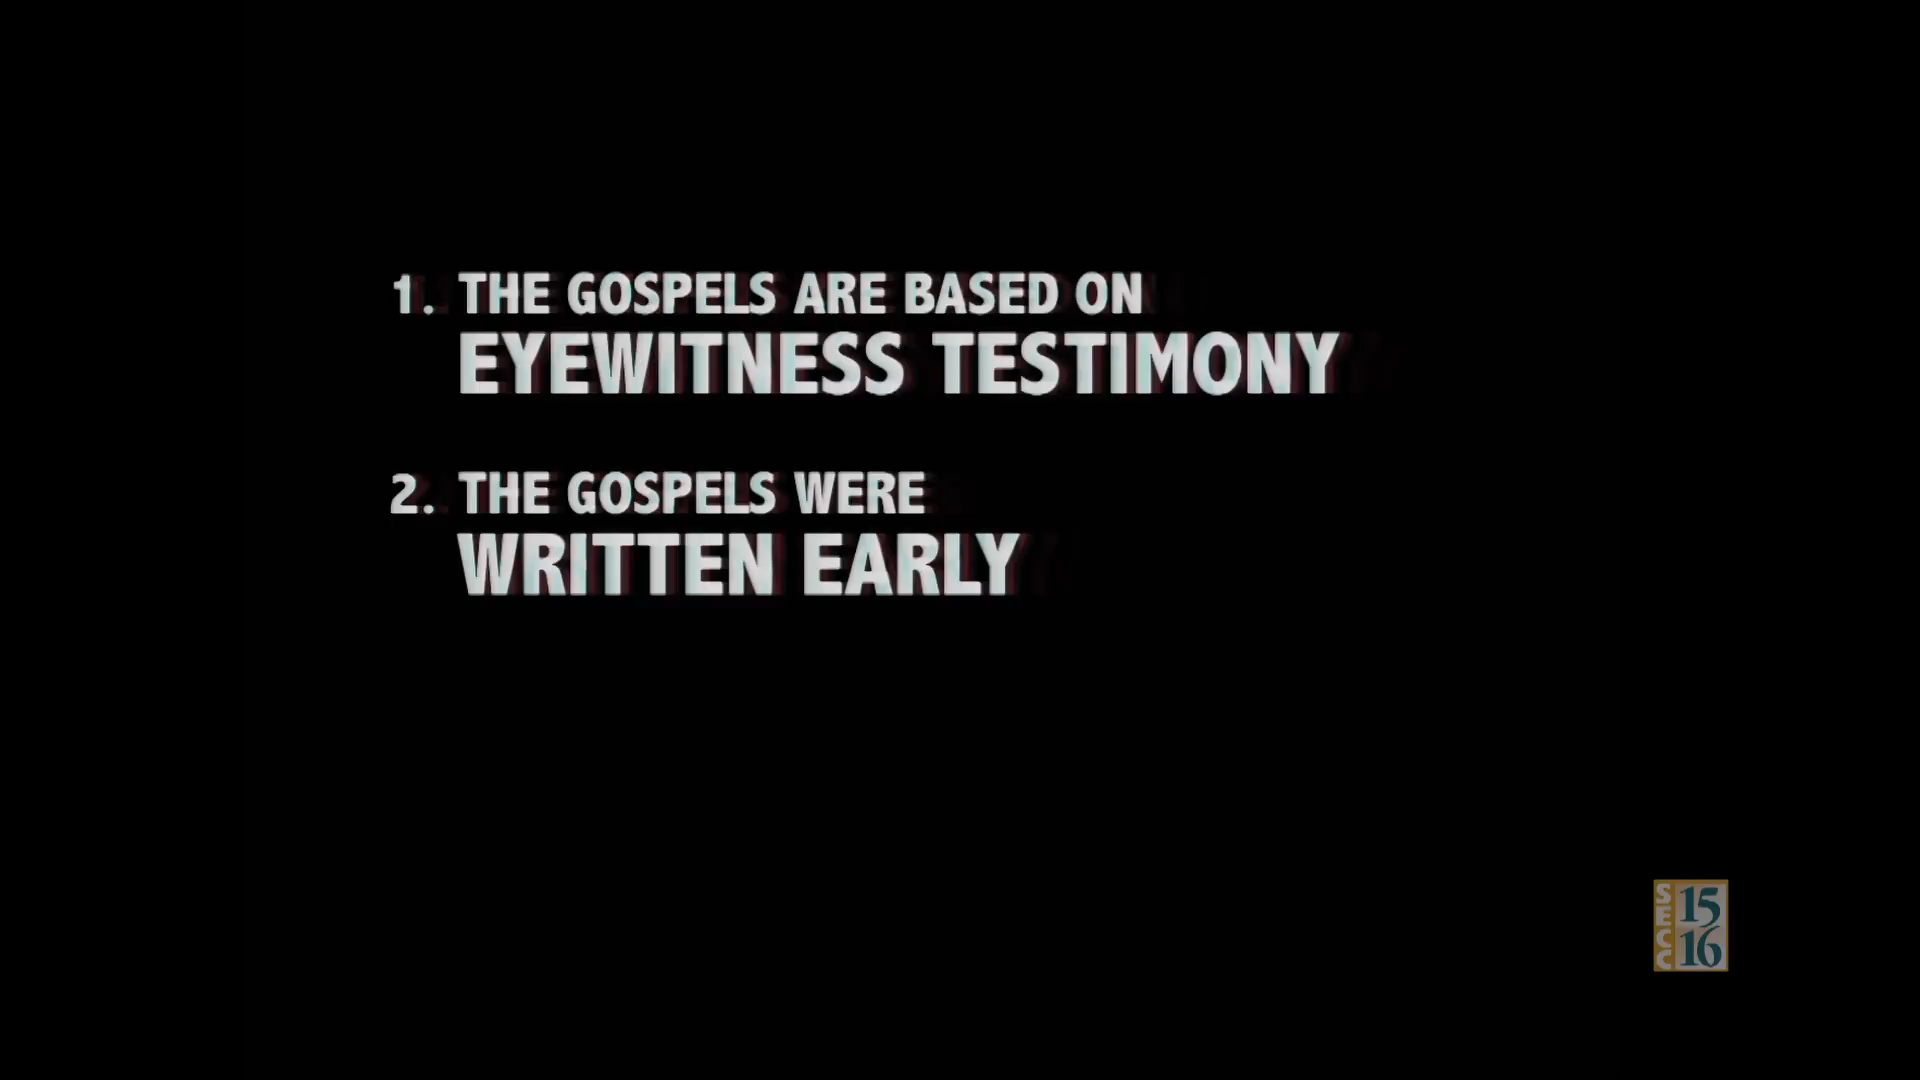 1. THE GOSPELS ARE BASED ON
EYEWITNESS TESTIMONY
2. THE GOSPELS WERE
WRITTEN EARLY
SECC
15
16